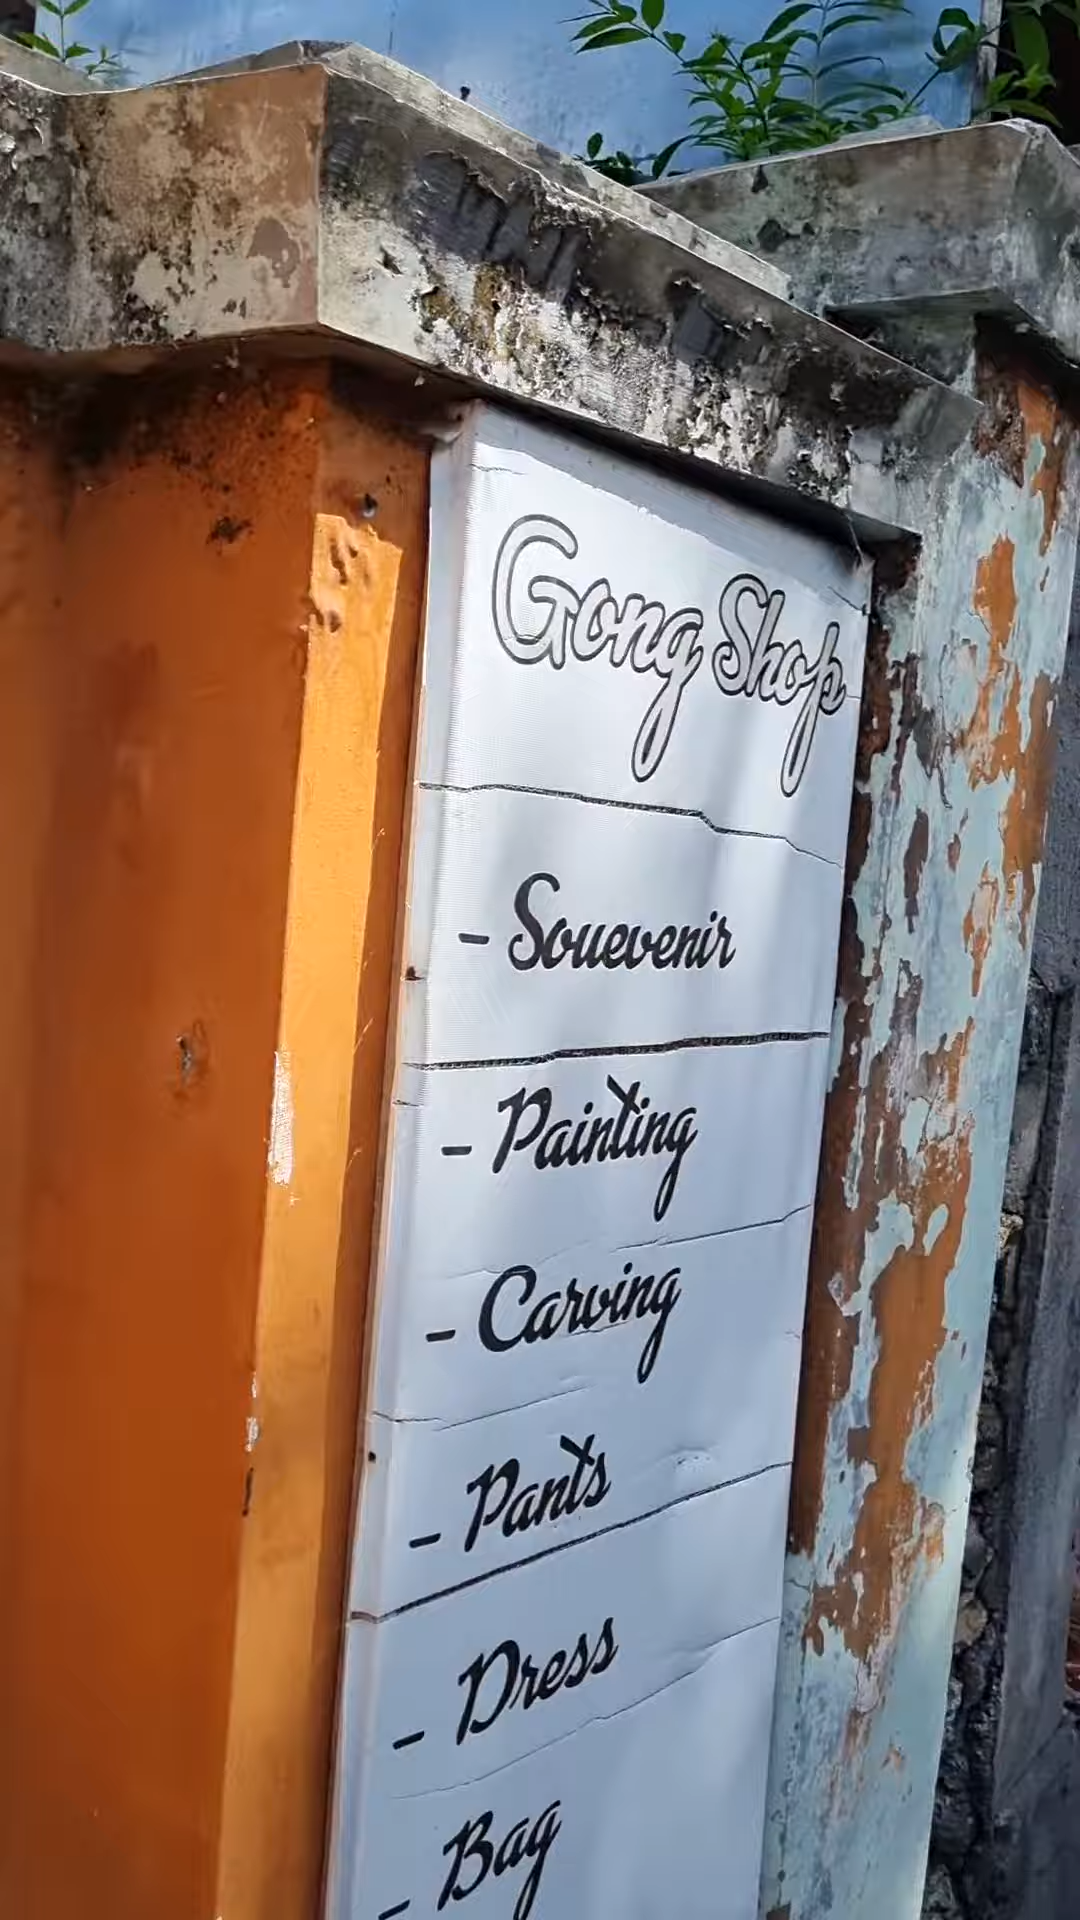 Gong Shop
- Souevenir
- Painting
- Carving
- Pants
- Dress
- Bag